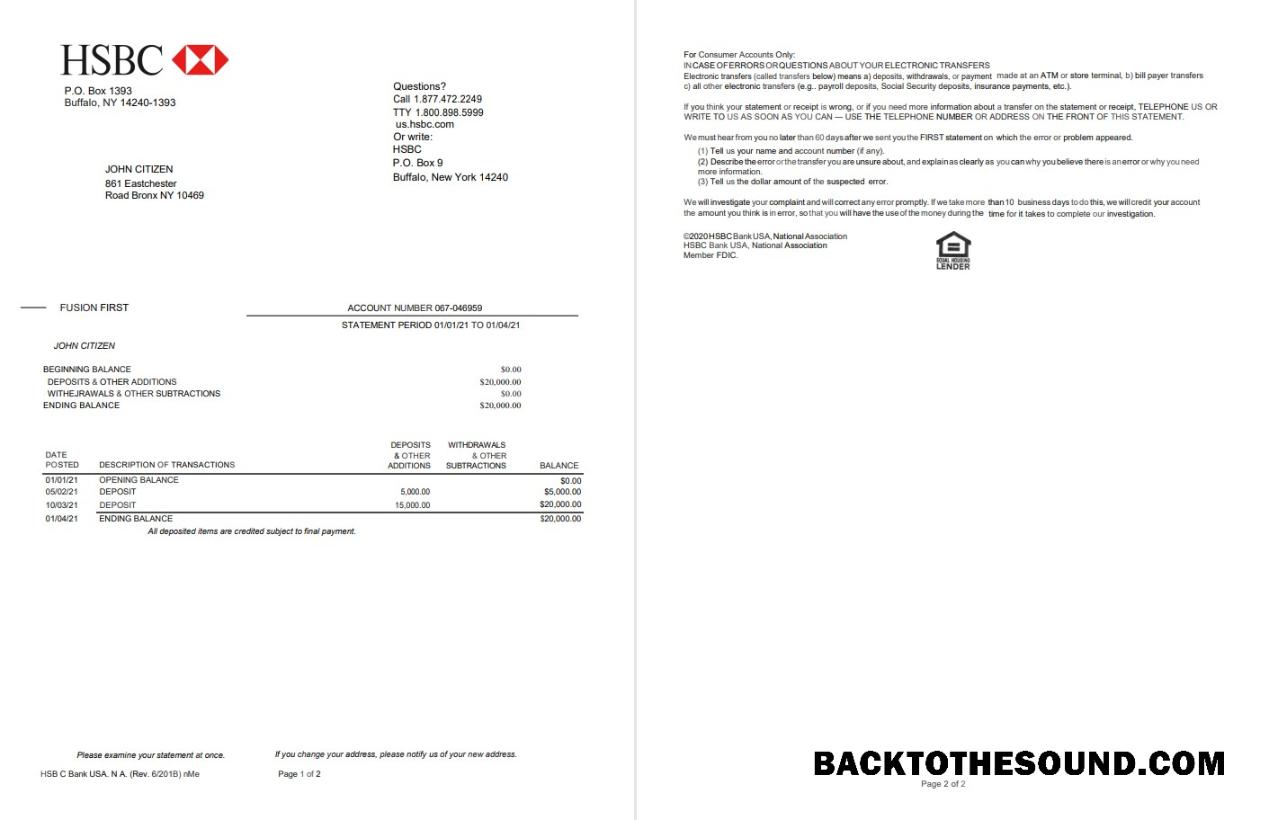 HSBC
P.O. Box 1393
Buffalo, NY 14240-1393
Questions?
Call 1.877.472.2249
TTY 1.800.898.5999
us.hsbc.com
Or write:
HSBC
P.O. Box 9
Buffalo, New York 14240
JOHN CITIZEN
861 Eastchester
Road Bronx NY 10469
FUSION FIRST ACCOUNT NUMBER 067-046959
STATEMENT PERIOD 01/01/21 TO 01/04/21
JOHN CITIZEN
BEGINNING BALANCE $0.00
DEPOSITS & OTHER ADDITIONS $20,000.00
WITHEJRAWALS & OTHER SUBTRACTIONS $0.00
ENDING BALANCE $20,000.00
DATE POSTED DESCRIPTION OF TRANSACTIONS DEPOSITS & OTHER ADDITIONS WITHDRAWALS & OTHER SUBTRACTIONS BALANCE
01/01/21 OPENING BALANCE $0.00
05/02/21 DEPOSIT 5,000.00 $5,000.00
10/03/21 DEPOSIT 15,000.00 $20,000.00
01/04/21 ENDING BALANCE $20,000.00
All deposited items are credited subject to final payment.
Please examine your statement at once. If you change your address, please notify us of your new address.
HSB C Bank USA. N A. (Rev. 6/201B) nMe Page 1 of 2
For Consumer Accounts Only:
IN CASE OF ERRORS OR QUESTIONS ABOUT YOUR ELECTRONIC TRANSFERS
Electronic transfers (called transfers below) means a) deposits, withdrawals, or payment made at an ATM or store terminal, b) bill payer transfers
c) all other electronic transfers (e.g.. payroll deposits, Social Security deposits, insurance payments, etc.).
If you think your statement or receipt is wrong, or if you need more information about a transfer on the statement or receipt, TELEPHONE US OR
WRITE TO US AS SOON AS YOU CAN — USE THE TELEPHONE NUMBER OR ADDRESS ON THE FRONT OF THIS STATEMENT.
We must hear from you no later than 60 days after we sent you the FIRST statement on which the error or problem appeared.
(1) Tell us your name and account number (if any).
(2) Describe the error or the transfer you are unsure about, and explain as clearly as you can why you believe there is an error or why you need
more information.
(3) Tell us the dollar amount of the suspected error.
We will investigate your complaint and will correct any error promptly. If we take more than 10 business days to do this, we will credit your account
the amount you think is in error, so that you will have the use of the money during the time for it takes to complete our investigation.
©2020 HSBC Bank USA, National Association
HSBC Bank USA, National Association
Member FDIC.
EQUAL HOUSING
LENDER
BACKTOTHESOUND.COM
Page 2 of 2